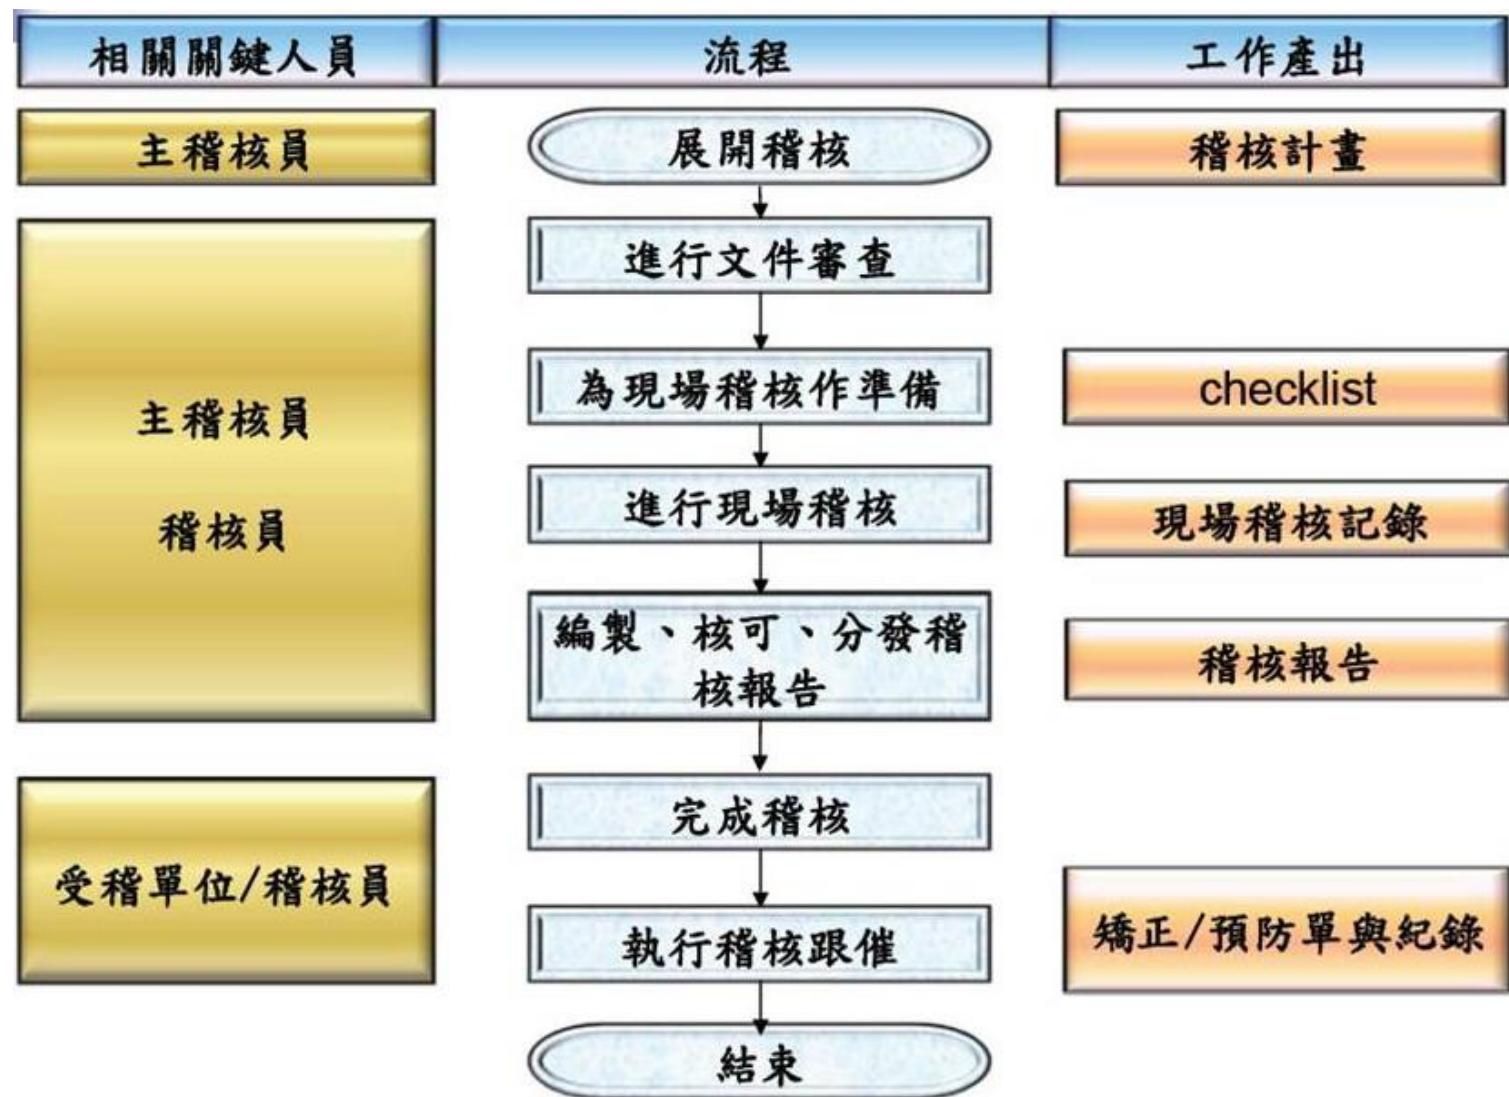 相關關鍵人員
流程
工作產出
主稽核員
展開稽核
稽核計畫
進行文件審查
主稽核員
稽核員
為現場稽核作準備
checklist
進行現場稽核
現場稽核記錄
編製、核可、分發稽
核報告
稽核報告
完成稽核
受稽單位/稽核員
執行稽核跟催
矯正/預防單與紀錄
結束